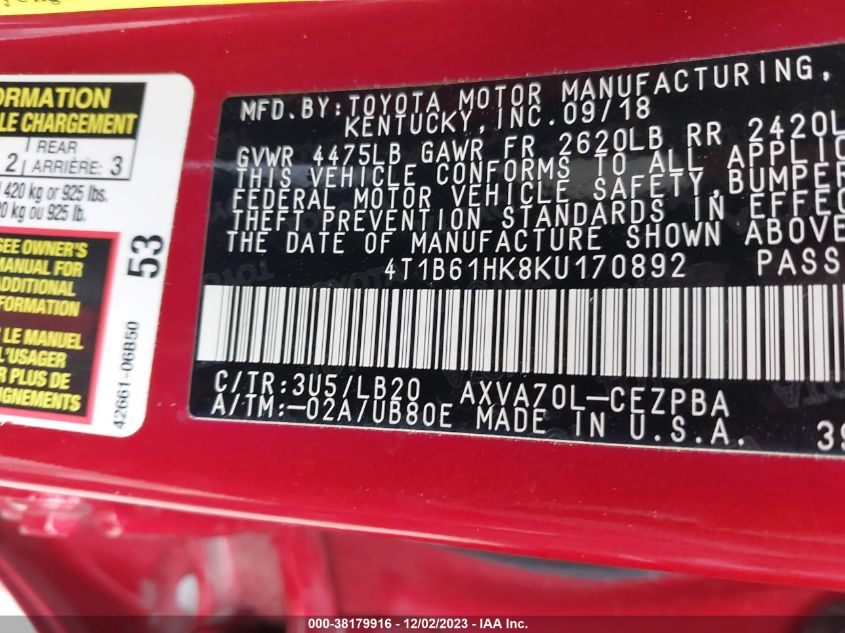 ORMATION
LE CHARGEMENT
2 REAR ARRIÈRE: 3
420 kg or 925 lbs.
0 kg ou 925 lb.
SEE OWNER'S
MANUAL FOR
ADDITIONAL
INFORMATION
LE MANUEL
L'USAGER
R PLUS DE
SEIGNEMENTS
53
42661-06B50
MFD.BY:TOYOTA MOTOR MANUFACTURING,
KENTUCKY,INC.09/18
GVWR 4475LB GAWR FR 2620LB RR 2420L
THIS VEHICLE CONFORMS TO ALL APPLIC
FEDERAL MOTOR VEHICLE SAFETY,BUMPER
THEFT PREVENTION STANDARDS IN EFFEC
THE DATE OF MANUFACTURE SHOWN ABOVE
4T1B61HK8KU170892 PASS
C/TR:3U5/LB20 AXVA70L-CEZPBA
A/TM:-02A/UB80E MADE IN U.S.A. 39
000-38179916 - 12/02/2023 - IAA Inc.